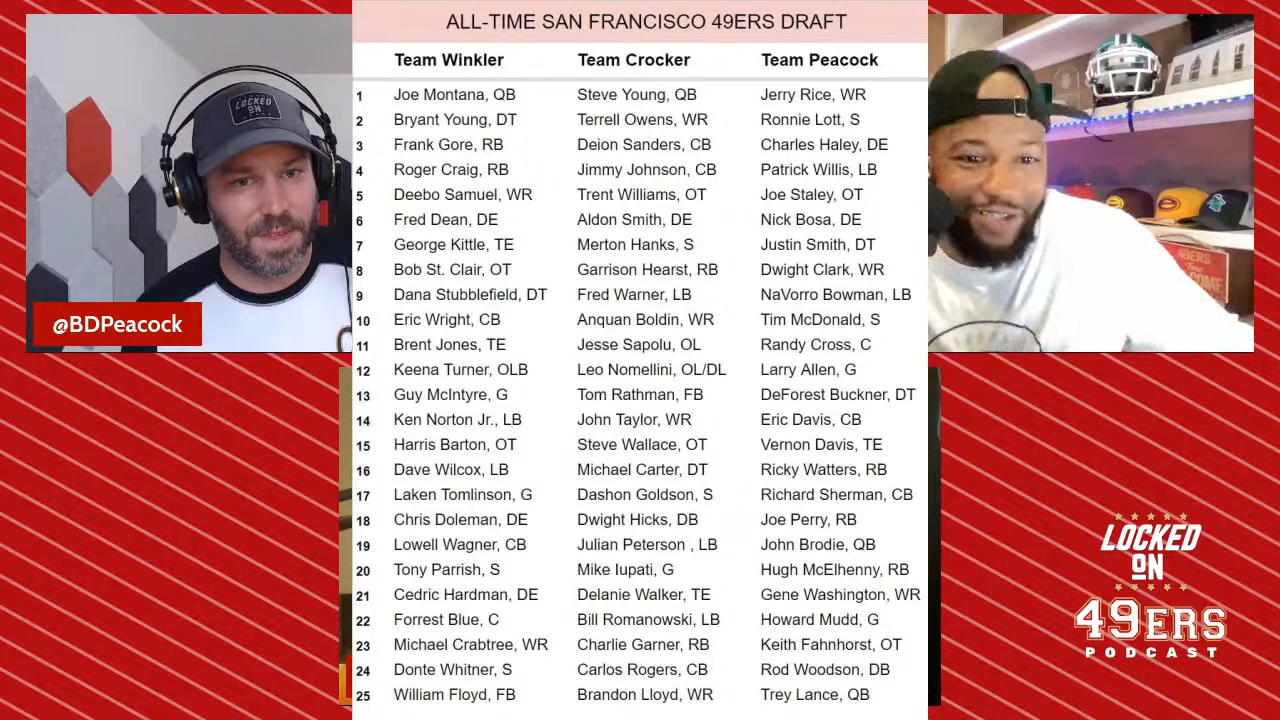 ALL-TIME SAN FRANCISCO 49ERS DRAFT
Team Winkler Team Crocker Team Peacock
1 Joe Montana, QB Steve Young, QB Jerry Rice, WR
2 Bryant Young, DT Terrell Owens, WR Ronnie Lott, S
3 Frank Gore, RB Deion Sanders, CB Charles Haley, DE
4 Roger Craig, RB Jimmy Johnson, CB Patrick Willis, LB
5 Deebo Samuel, WR Trent Williams, OT Joe Staley, OT
6 Fred Dean, DE Aldon Smith, DE Nick Bosa, DE
7 George Kittle, TE Merton Hanks, S Justin Smith, DT
8 Bob St. Clair, OT Garrison Hearst, RB Dwight Clark, WR
9 Dana Stubblefield, DT Fred Warner, LB NaVorro Bowman, LB
10 Eric Wright, CB Anquan Boldin, WR Tim McDonald, S
11 Brent Jones, TE Jesse Sapolu, OL Randy Cross, C
12 Keena Turner, OLB Leo Nomellini, OL/DL Larry Allen, G
13 Guy McIntyre, G Tom Rathman, FB DeForest Buckner, DT
14 Ken Norton Jr., LB John Taylor, WR Eric Davis, CB
15 Harris Barton, OT Steve Wallace, OT Vernon Davis, TE
16 Dave Wilcox, LB Michael Carter, DT Ricky Watters, RB
17 Laken Tomlinson, G Dashon Goldson, S Richard Sherman, CB
18 Chris Doleman, DE Dwight Hicks, DB Joe Perry, RB
19 Lowell Wagner, CB Julian Peterson , LB John Brodie, QB
20 Tony Parrish, S Mike Iupati, G Hugh McElhenny, RB
21 Cedric Hardman, DE Delanie Walker, TE Gene Washington, WR
22 Forrest Blue, C Bill Romanowski, LB Howard Mudd, G
23 Michael Crabtree, WR Charlie Garner, RB Keith Fahnhorst, OT
24 Donte Whitner, S Carlos Rogers, CB Rod Woodson, DB
25 William Floyd, FB Brandon Lloyd, WR Trey Lance, QB
LOCKED
ON
@BDPeacock
49ERS
LOCKED
ON
49ERS
PODCAST